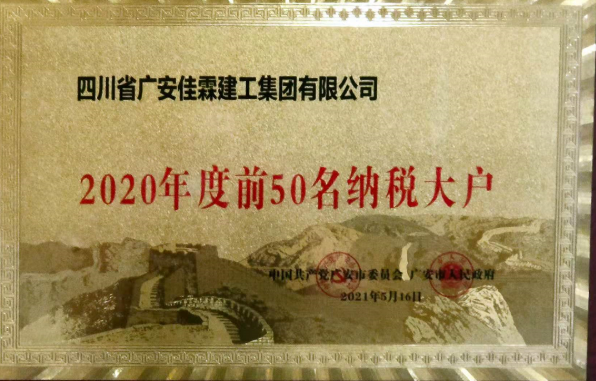 四川省广安佳霖建工集团有限公司
2020年度前50名纳税大户
中国共产党广安市委员会 广安市人民政府
2021年5月16日